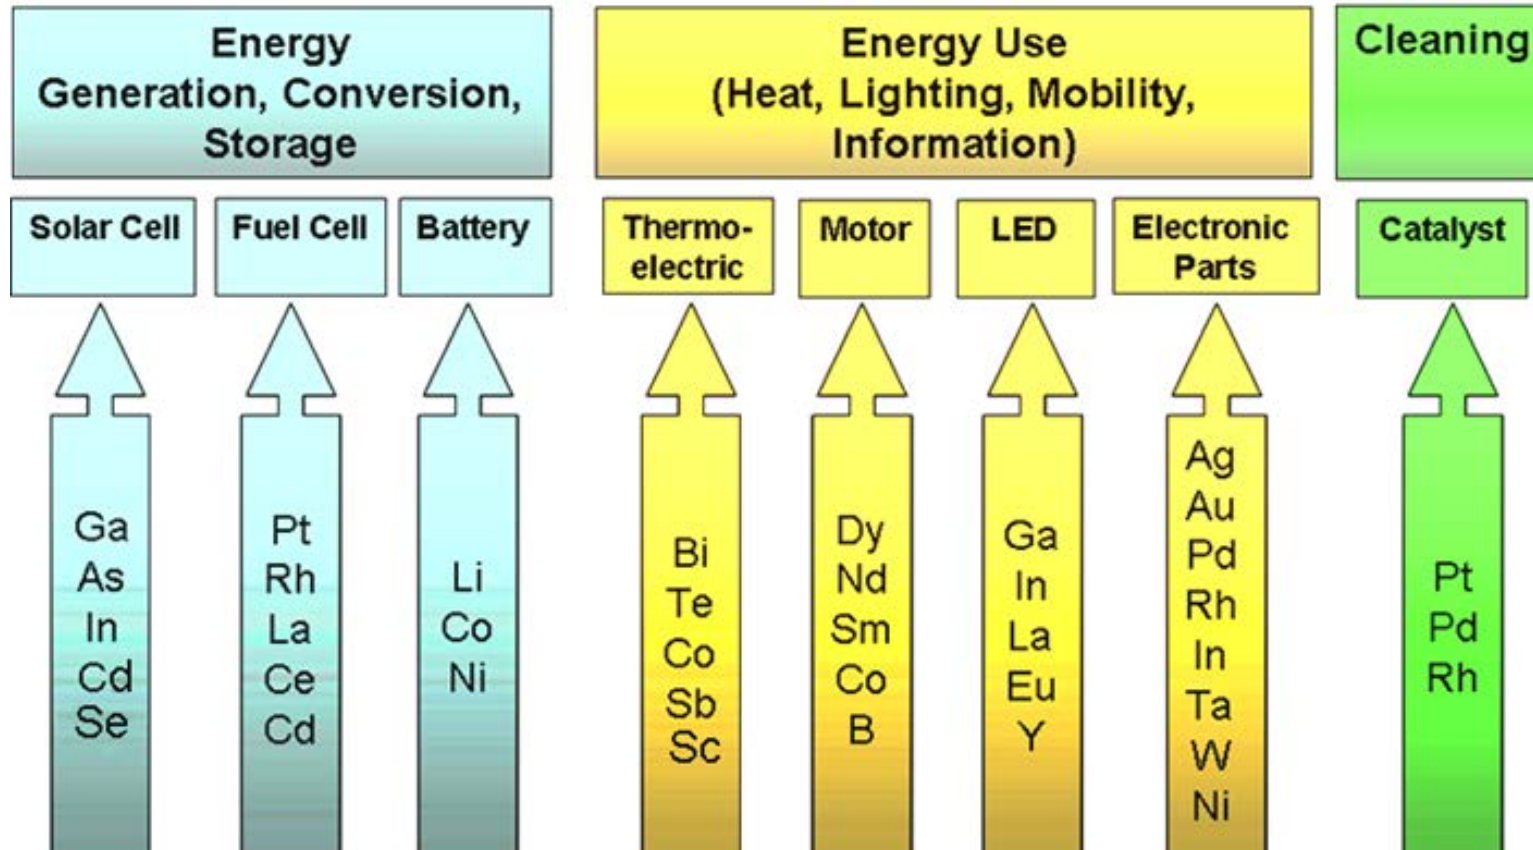 Energy
Generation, Conversion,
Storage
Energy Use
(Heat, Lighting, Mobility,
Information)
Cleaning
Solar Cell
Fuel Cell
Battery
Thermo-
electric
Motor
LED
Electronic
Parts
Catalyst
Ga
As
In
Cd
Se
Pt
Rh
La
Ce
Cd
Li
Co
Ni
Bi
Te
Co
Sb
Sc
Dy
Nd
Sm
Co
B
Ga
In
La
Eu
Y
Ag
Au
Pd
Rh
In
Ta
W
Ni
Pt
Pd
Rh